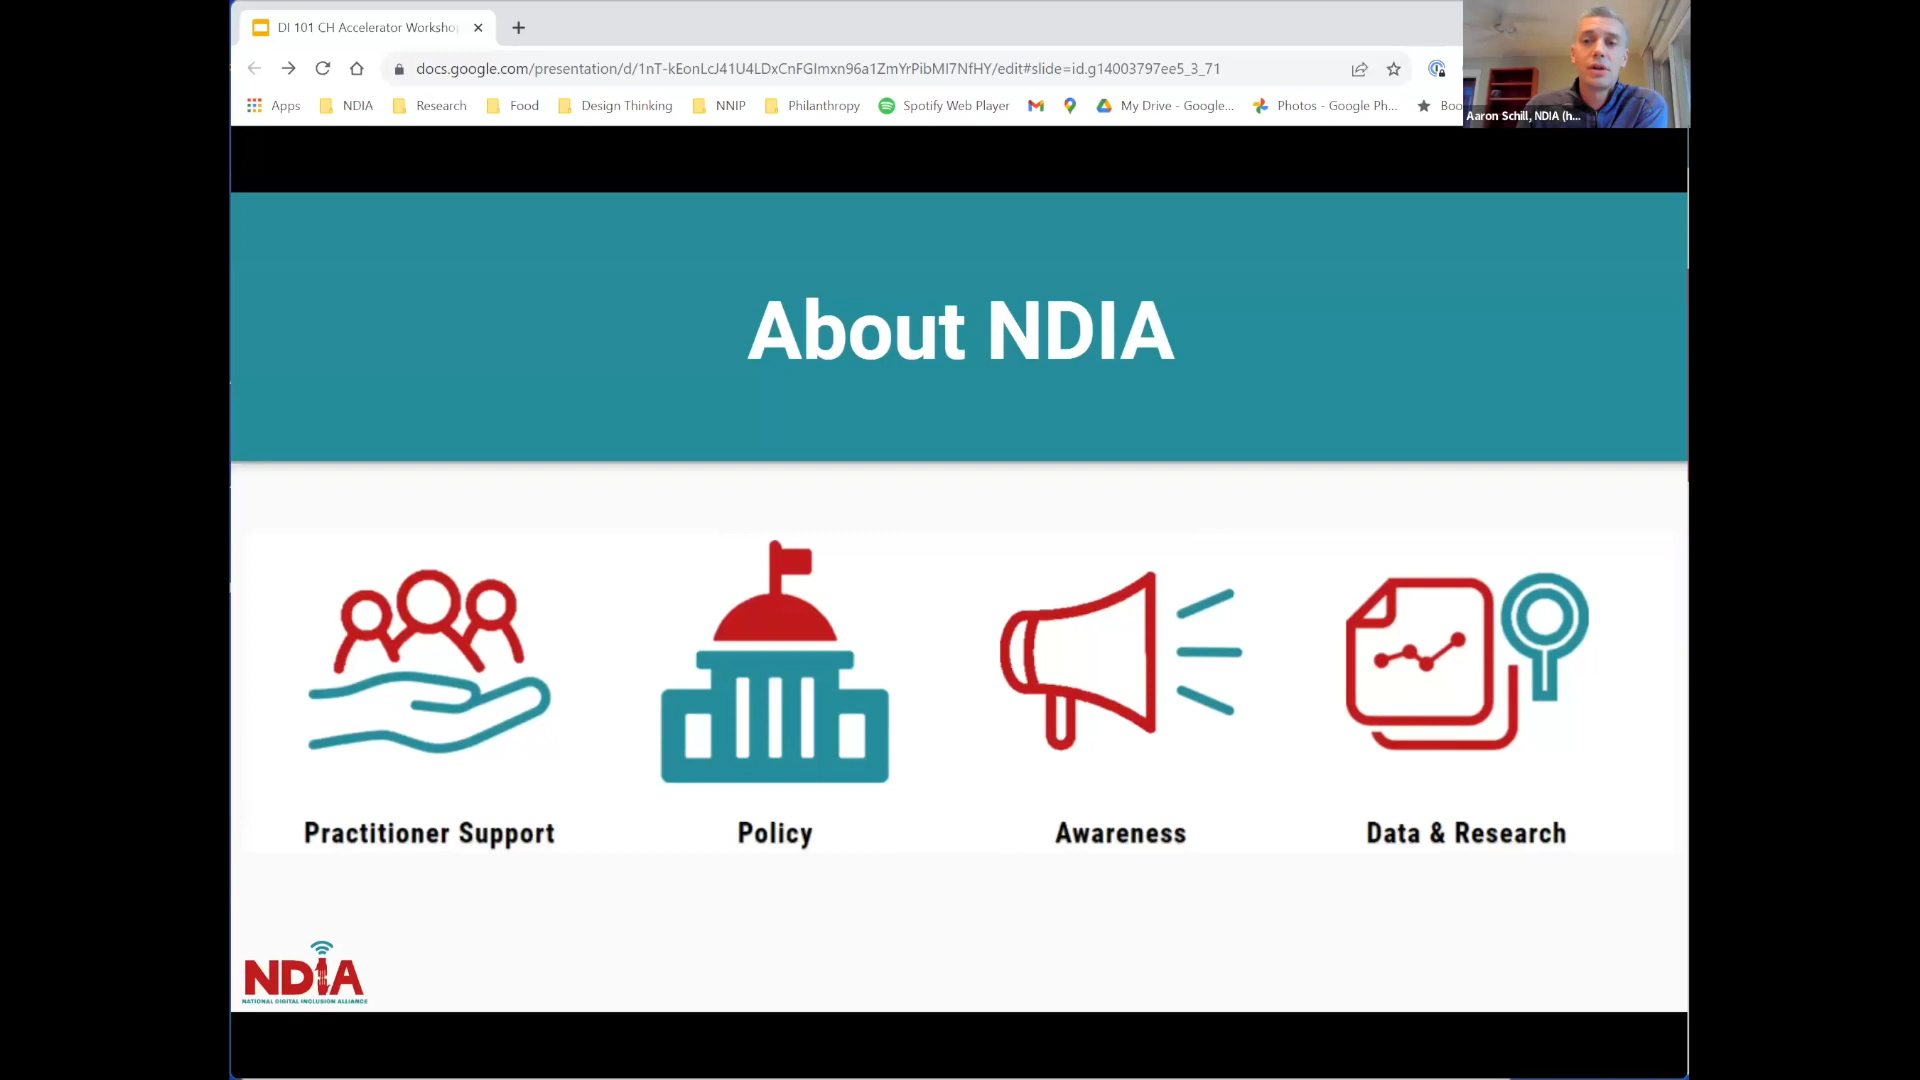 DI 101 CH Accelerator Worksho
docs.google.com/presentation/d/1nT-kEonLcJ41U4LDxCnFGImxn96a1ZmYrPibMI7NfHY/edit#slide=id.g14003797ee5_3_71
Apps NDIA Research Food Design Thinking NNIP Philanthropy Spotify Web Player My Drive - Google... Photos - Google Ph... Boo
Aaron Schill, NDIA (h...
About NDIA
Practitioner Support Policy Awareness Data & Research
NDIA
NATIONAL DIGITAL INCLUSION ALLIANCE